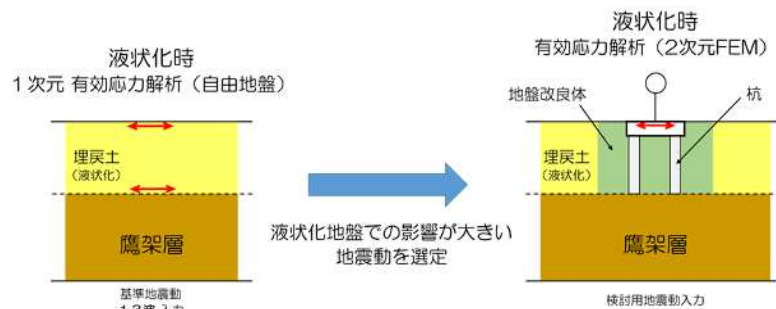 液状化時
1次元 有効応力解析（自由地盤）
埋戻土
（液状化）
鷹架層
基準地震動
液状化地盤での影響が大きい
地震動を選定
液状化時
有効応力解析（2次元FEM）
地盤改良体
杭
埋戻土
（液状化）
鷹架層
検討用地震動入力